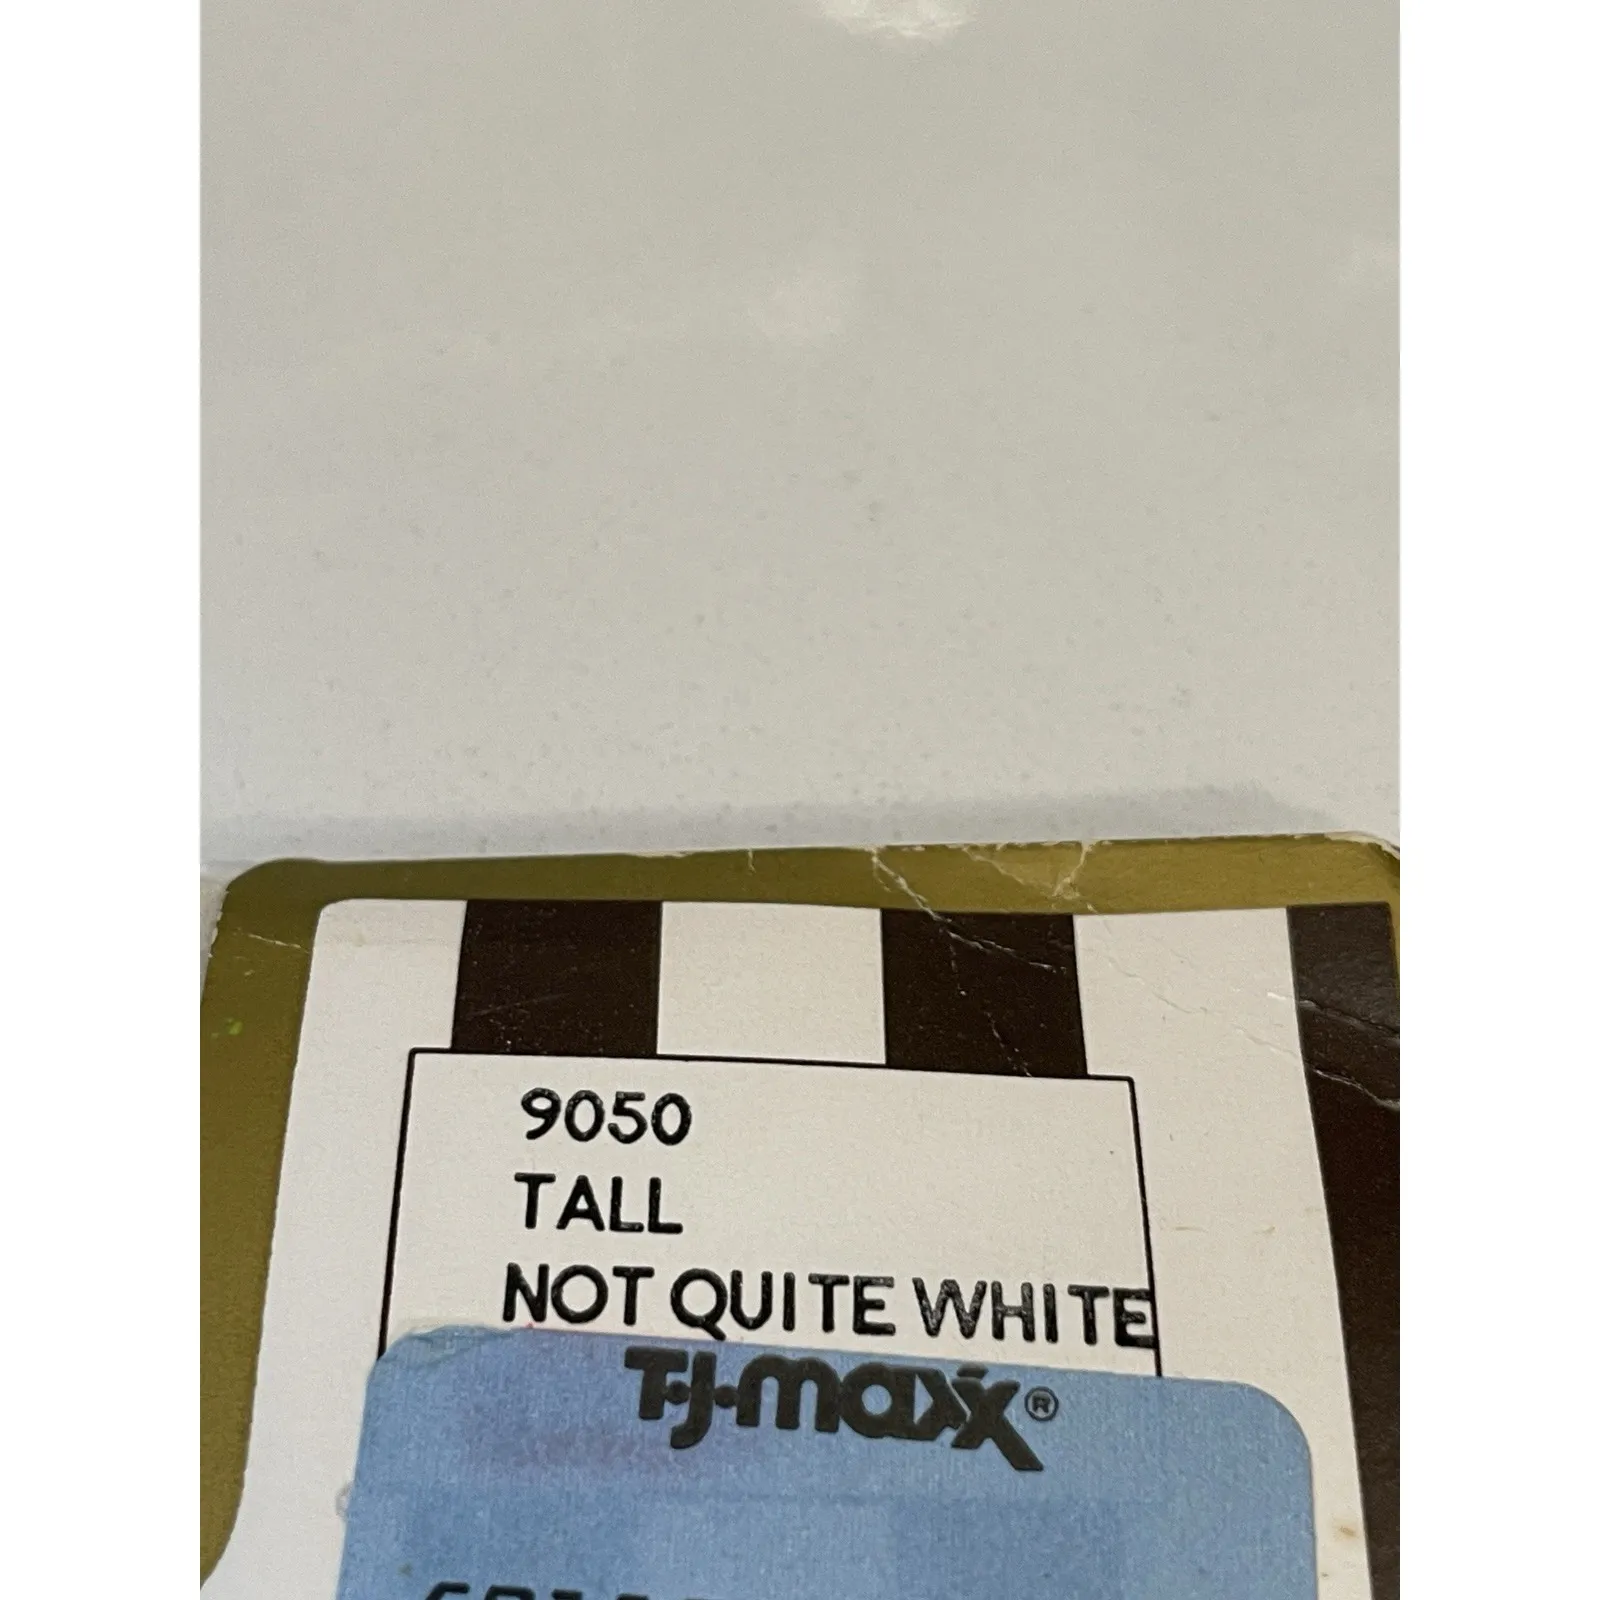 9050
TALL
NOT QUITE WHITE
T·J·maxx®